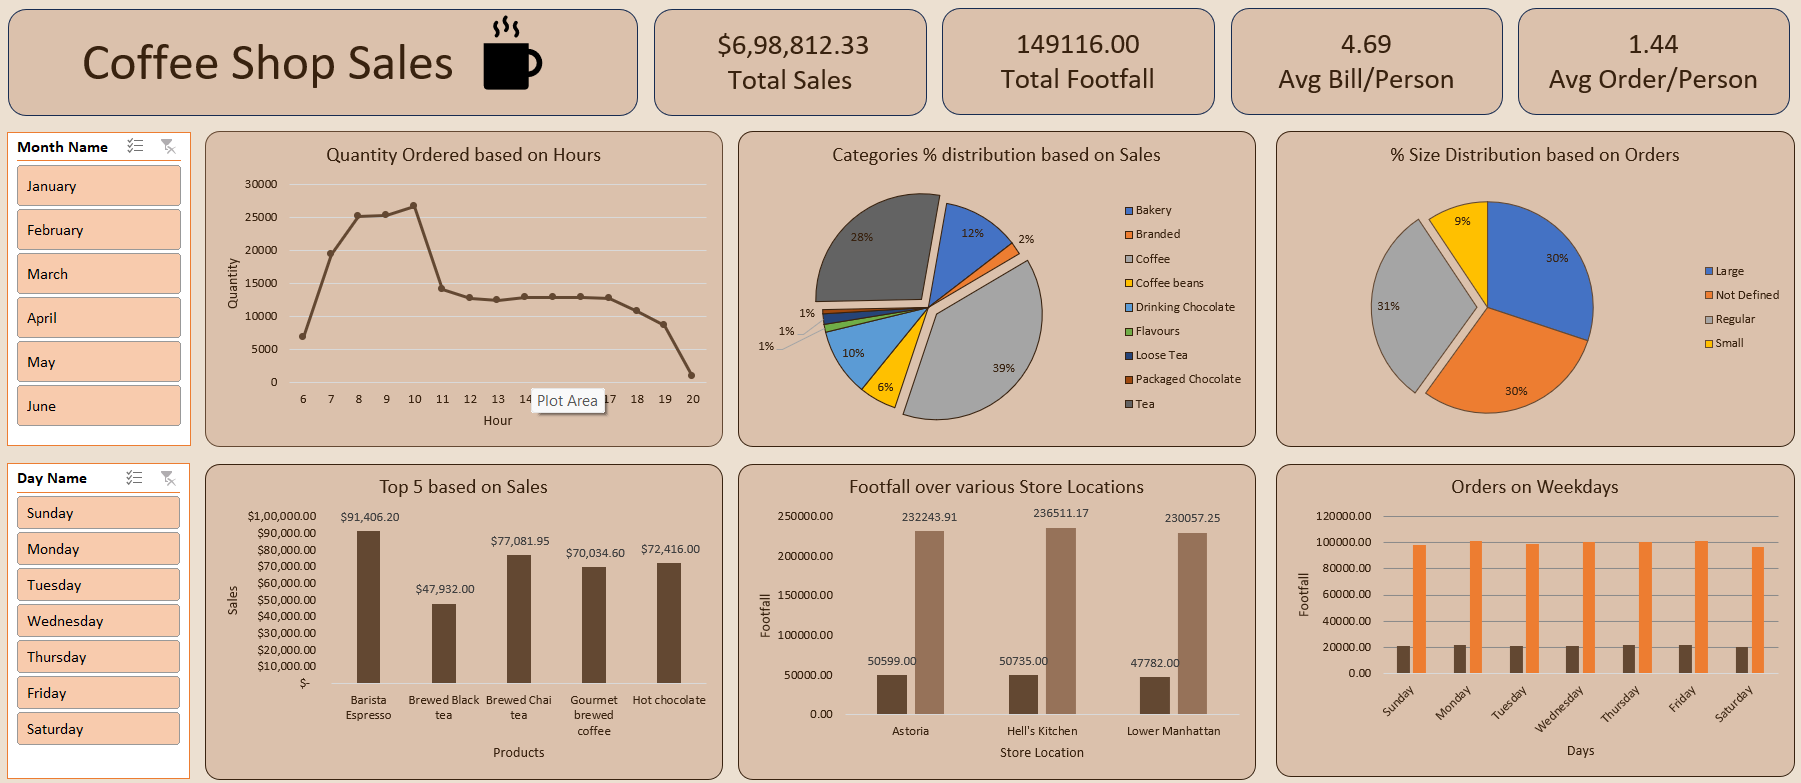 Coffee Shop Sales
$6,98,812.33
Total Sales
149116.00
Total Footfall
4.69
Avg Bill/Person
1.44
Avg Order/Person
Month Name
January
February
March
April
May
June
Quantity Ordered based on Hours
Quantity
30000
25000
20000
15000
10000
5000
0
6 7 8 9 10 11 12 13 14 17 18 19 20
Plot Area
Hour
Categories % distribution based on Sales
28%
12%
2%
39%
6%
10%
1%
1%
1%
Bakery
Branded
Coffee
Coffee beans
Drinking Chocolate
Flavours
Loose Tea
Packaged Chocolate
Tea
% Size Distribution based on Orders
9%
30%
31%
30%
Large
Not Defined
Regular
Small
Day Name
Sunday
Monday
Tuesday
Wednesday
Thursday
Friday
Saturday
Top 5 based on Sales
Sales
$1,00,000.00
$90,000.00
$80,000.00
$70,000.00
$60,000.00
$50,000.00
$40,000.00
$30,000.00
$20,000.00
$10,000.00
$-
$91,406.20
$47,932.00
$77,081.95
$70,034.60
$72,416.00
Barista Espresso
Brewed Black tea
Brewed Chai tea
Gourmet brewed coffee
Hot chocolate
Products
Footfall over various Store Locations
Footfall
250000.00
200000.00
150000.00
100000.00
50000.00
0.00
50599.00
232243.91
50735.00
236511.17
47782.00
230057.25
Astoria
Hell's Kitchen
Lower Manhattan
Store Location
Orders on Weekdays
Footfall
120000.00
100000.00
80000.00
60000.00
40000.00
20000.00
0.00
Sunday
Monday
Tuesday
Wednesday
Thursday
Friday
Saturday
Days